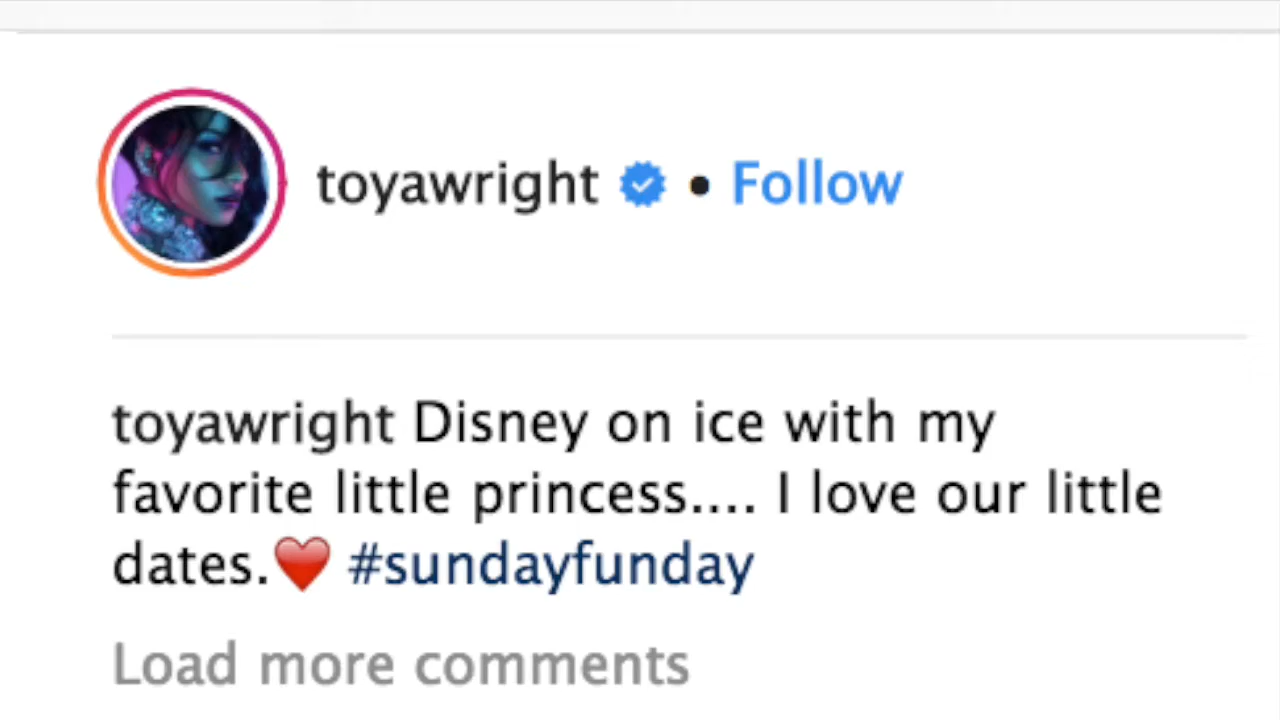 toyawright • Follow
toyawright Disney on ice with my
favorite little princess.... I love our little
dates.❤️ #sundayfunday
Load more comments